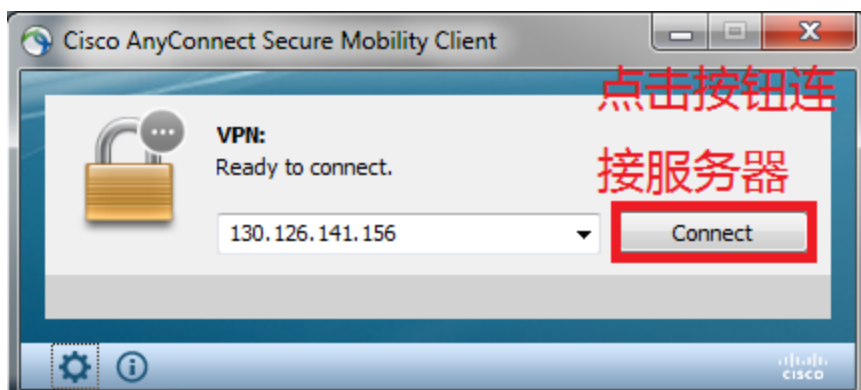 Cisco AnyConnect Secure Mobility Client
点击按钮连
接服务器
VPN:
Ready to connect.
130.126.141.156
Connect
CISCO